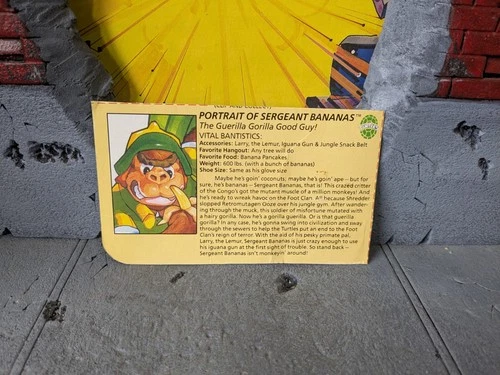 PORTRAIT OF SERGEANT BANANAS™
The Guerilla Gorilla Good Guy!
VITAL BANTISTICS:
Accessories: Larry, the Lemur, Iguana Gun & Jungle Snack Belt
Favorite Hangout: Any tree will do
Favorite Food: Banana Pancakes
Weight: 600 lbs. (with a bunch of bananas)
Shoe Size: Same as his glove size
Maybe he's goin' coconuts; maybe he's goin' ape – but for
sure, he's bananas – Sergeant Bananas, that is! This crazed critter
of the Congo's got the mutant muscle of a million monkeys! And
he's ready to wreak havoc on the Foot Clan. All because Shredder
slopped Retromutagen Ooze over his jungle gym. After wander-
ing through the muck, this soldier of misfortune mutated with
a hairy gorilla. Now he's a gorilla guerilla. Or is that guerilla
gorilla? In any case, he's gonna swing into civilization and sway
through the sewers to help the Turtles put an end to the Foot
Clan's reign of terror. With the aid of his pesky primate pal,
Larry, the Lemur, Sergeant Bananas is just crazy enough to use
his iguana gun at the first sight of trouble. So stand back –
Sergeant Bananas isn't monkeyin' around!